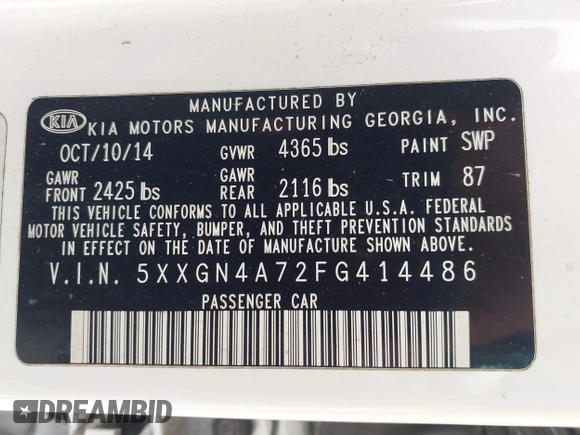 MANUFACTURED BY
KIA KIA MOTORS MANUFACTURING GEORGIA, INC.
OCT/10/14 GVWR 4365 lbs PAINT SWP
GAWR FRONT 2425 lbs GAWR REAR 2116 lbs TRIM 87
THIS VEHICLE CONFORMS TO ALL APPLICABLE U.S.A. FEDERAL
MOTOR VEHICLE SAFETY, BUMPER, AND THEFT PREVENTION STANDARDS
IN EFFECT ON THE DATE OF MANUFACTURE SHOWN ABOVE.
V.I.N. 5XXGN4A72FG414486
PASSENGER CAR
DREAMBID